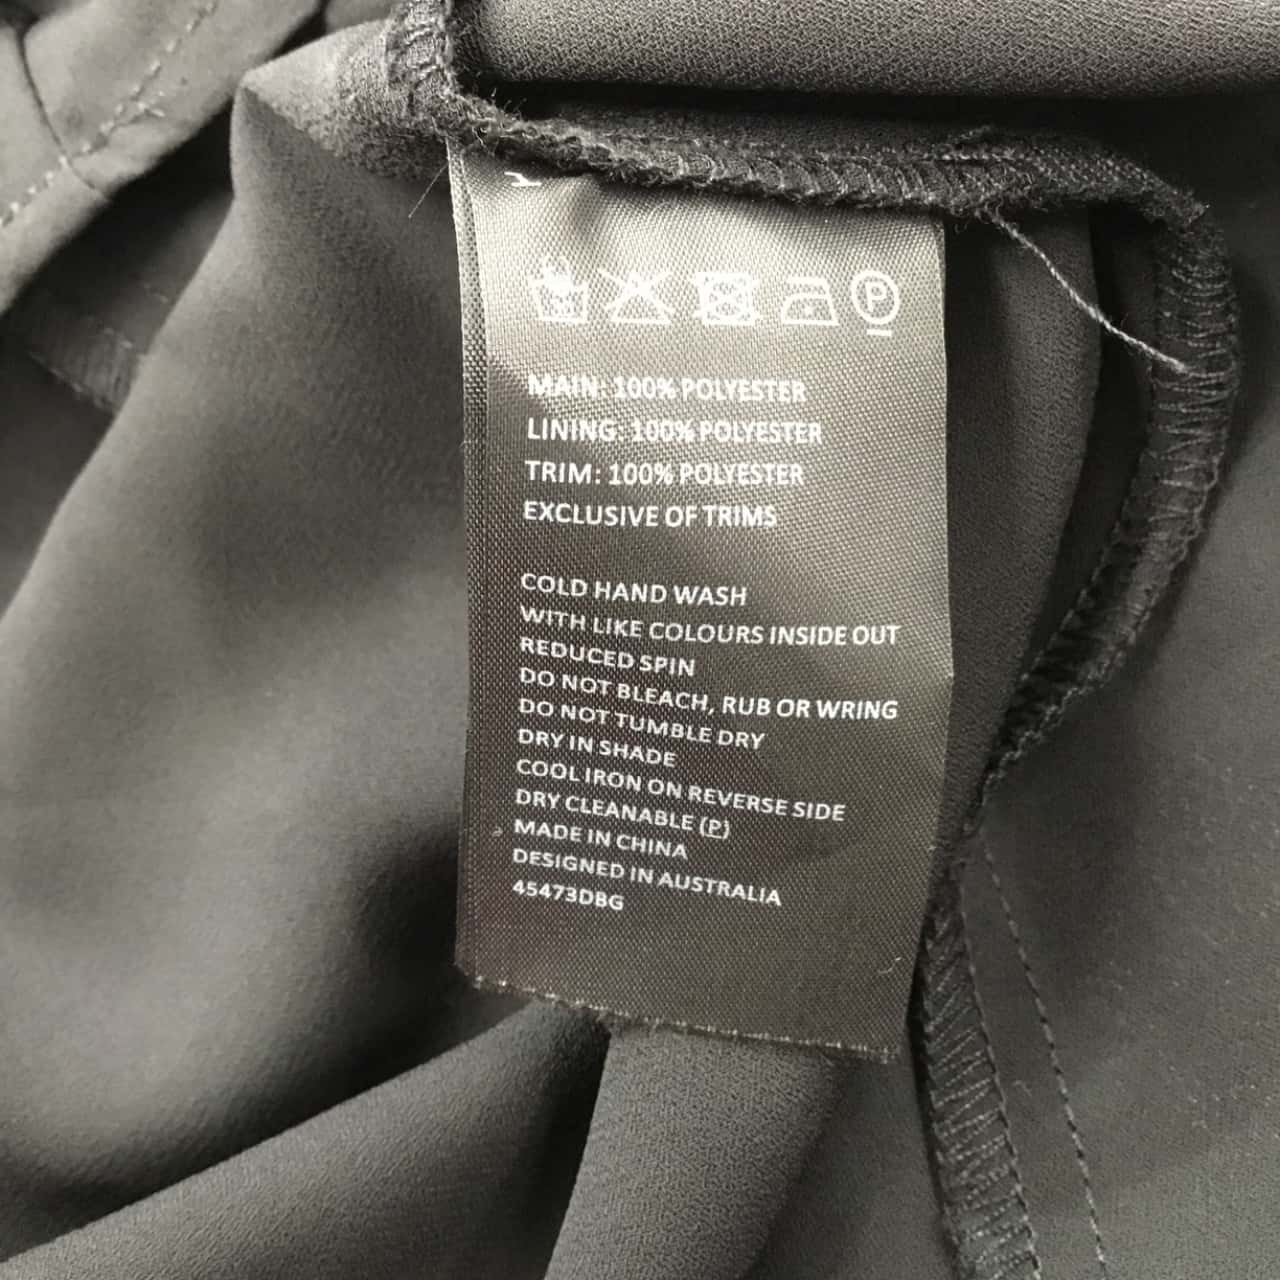 P
MAIN: 100% POLYESTER
LINING: 100% POLYESTER
TRIM: 100% POLYESTER
EXCLUSIVE OF TRIMS
COLD HAND WASH
WITH LIKE COLOURS INSIDE OUT
REDUCED SPIN
DO NOT BLEACH, RUB OR WRING
DO NOT TUMBLE DRY
DRY IN SHADE
COOL IRON ON REVERSE SIDE
DRY CLEANABLE (P)
MADE IN CHINA
DESIGNED IN AUSTRALIA
45473DBG